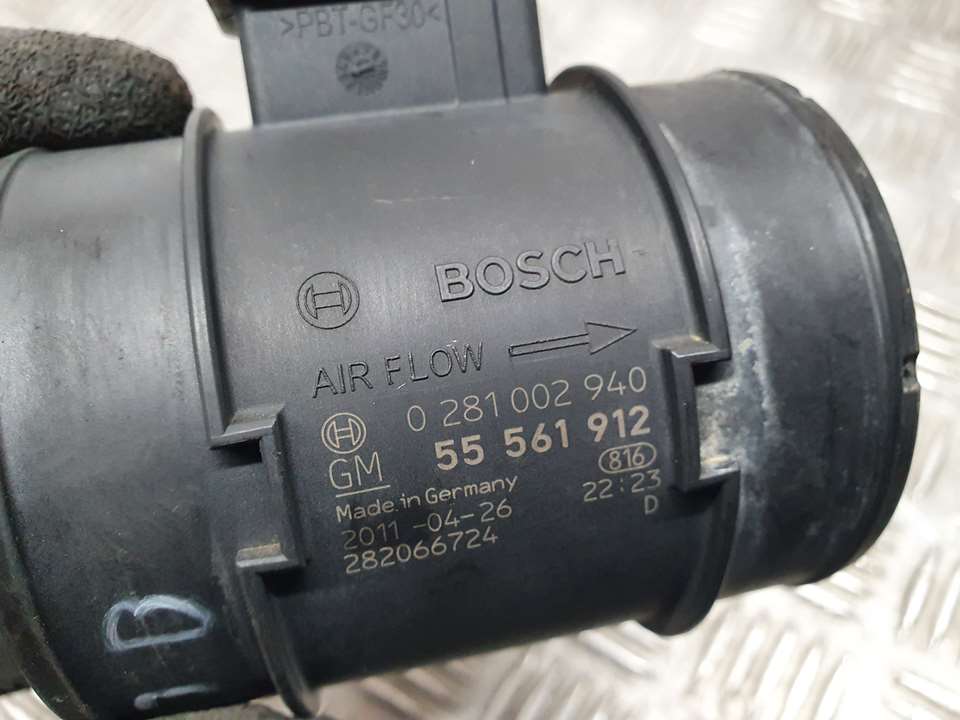 >PBT-GF30<
BOSCH
AIR FLOW
0 281 002 940
55 561 912
GM
816
Made in Germany
22:23
2011-04-26
D
282066724
B